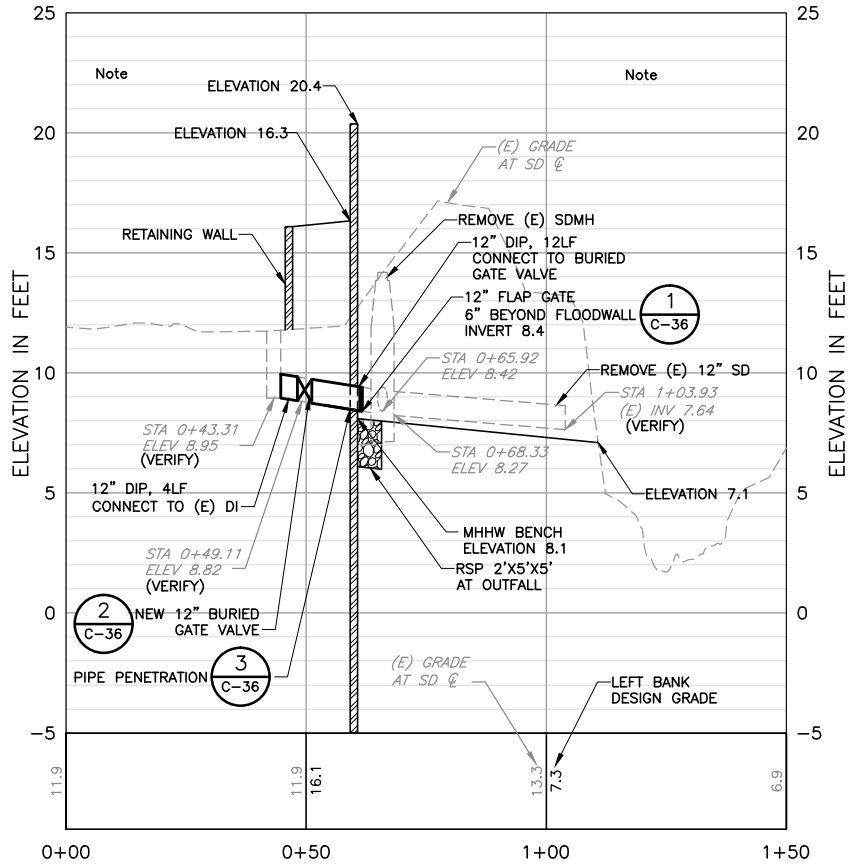 25
25
Note
Note
ELEVATION 20.4
20
20
ELEVATION 16.3
(E) GRADE
AT SD ℄
RETAINING WALL
REMOVE (E) SDMH
15
15
12" DIP, 12LF
CONNECT TO BURIED
GATE VALVE
12" FLAP GATE
6" BEYOND FLOODWALL
INVERT 8.4
1
C-36
ELEVATION IN FEET
ELEVATION IN FEET
STA 0+65.92
ELEV 8.42
10
10
REMOVE (E) 12" SD
STA 1+03.93
(E) INV 7.64
(VERIFY)
STA 0+43.31
ELEV 8.95
(VERIFY)
STA 0+68.33
ELEV 8.27
12" DIP, 4LF
CONNECT TO (E) DI
5
5
ELEVATION 7.1
MHHW BENCH
ELEVATION 8.1
STA 0+49.11
ELEV 8.82
(VERIFY)
RSP 2'X5'X5'
AT OUTFALL
0
0
2
C-36
NEW 12" BURIED
GATE VALVE
PIPE PENETRATION
3
C-36
(E) GRADE
AT SD ℄
LEFT BANK
DESIGN GRADE
-5
-5
11.9
11.9
16.1
13.3
7.3
6.9
0+00
0+50
1+00
1+50